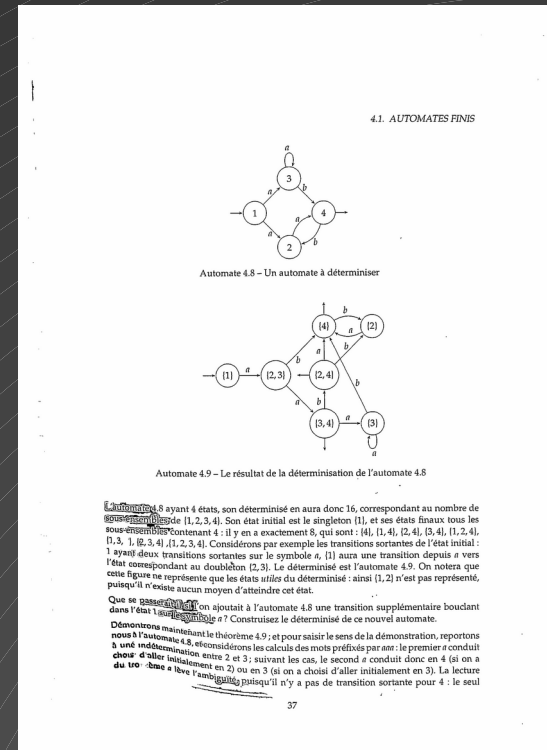 4.1. AUTOMATES FINIS
a
3
a
b
1
4
a
a
b
2
Automate 4.8 – Un automate à déterminiser
b
{4}
{2}
a
b
a
b
{1}
a
{2,3}
{2,4}
b
a
b
{3,4}
a
{3}
a
Automate 4.9 – Le résultat de la déterminisation de l'automate 4.8
L'automate 4.8 ayant 4 états, son déterminisé en aura donc 16, correspondant au nombre de
sous-ensembles de {1,2,3,4}. Son état initial est le singleton {1}, et ses états finaux tous les
sous-ensembles contenant 4 : il y en a exactement 8, qui sont : {4}, {1,4}, {2,4}, {3,4}, {1,2,4},
{1,3, }, {2,3,4} ,{1,2,3,4}. Considérons par exemple les transitions sortantes de l'état initial :
1 ayant deux transitions sortantes sur le symbole a, {1} aura une transition depuis a vers
l'état correspondant au doubleton {2,3}. Le déterminisé est l'automate 4.9. On notera que
cette figure ne représente que les états utiles du déterminisé : ainsi {1,2} n'est pas représenté,
puisqu'il n'existe aucun moyen d'atteindre cet état.
Que se passerait-il si l'on ajoutait à l'automate 4.8 une transition supplémentaire bouclant
dans l'état 1 sur le symbole a ? Construisez le déterminisé de ce nouvel automate.
Démontrons maintenant le théorème 4.9 ; et pour saisir le sens de la démonstration, reportons
nous à l'automate 4.8, et considérons les calculs des mots préfixés par aaa : le premier a conduit
à une indétermination entre 2 et 3 ; suivant les cas, le second a conduit donc en 4 (si on a
chois d'aller initialement en 2) ou en 3 (si on a choisi d'aller initialement en 3). La lecture
du tro ème a lève l'ambiguïté, puisqu'il n'y a pas de transition sortante pour 4 : le seul
37